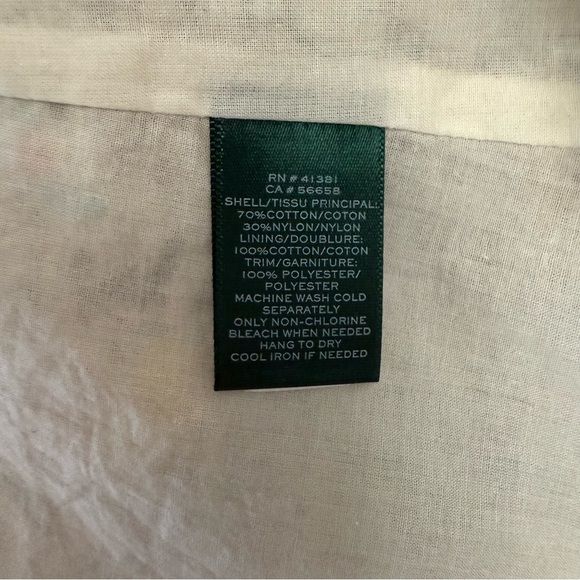 RN # 41381
CA # 56658
SHELL/TISSU PRINCIPAL:
70%COTTON/COTON
30%NYLON/NYLON
LINING/DOUBLURE:
100%COTTON/COTON
TRIM/GARNITURE:
100% POLYESTER/
POLYESTER
MACHINE WASH COLD
SEPARATELY
ONLY NON-CHLORINE
BLEACH WHEN NEEDED
HANG TO DRY
COOL IRON IF NEEDED